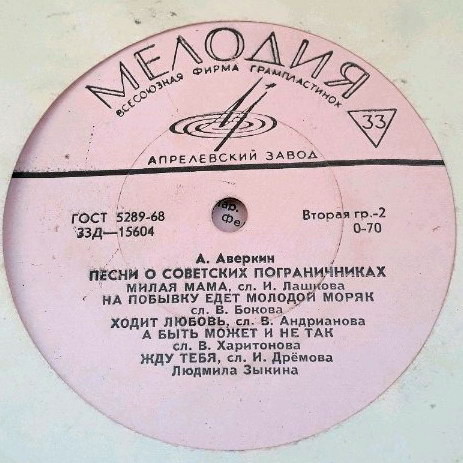 МЕЛОДИЯ
ВСЕСОЮЗНАЯ ФИРМА ГРАМПЛАСТИНОК
33
АПРЕЛЕВСКИЙ ЗАВОД
ГОСТ 5289-68
33Д—15604
Вторая гр.-2
0-70
А. Аверкин
ПЕСНИ О СОВЕТСКИХ ПОГРАНИЧНИКАХ
МИЛАЯ МАМА, сл. И. Лашкова
НА ПОБЫВКУ ЕДЕТ МОЛОДОЙ МОРЯК
сл. В. Бокова
ХОДИТ ЛЮБОВЬ, сл. В. Андрианова
А БЫТЬ МОЖЕТ И НЕ ТАК
сл. В. Харитонова
ЖДУ ТЕБЯ, сл. И. Дрёмова
Людмила Зыкина